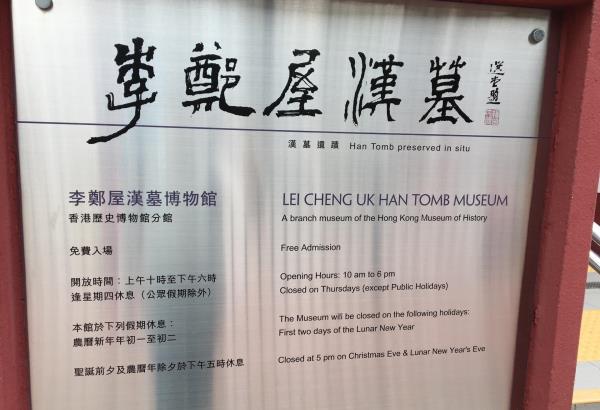 李鄭屋漢墓
選堂題
漢墓遺蹟 Han Tomb preserved in situ
李鄭屋漢墓博物館
香港歷史博物館分館
免費入場
開放時間：上午十時至下午六時
逢星期四休息（公眾假期除外）
本館於下列假期休息：
農曆新年年初一至初二
聖誕前夕及農曆年除夕於下午五時休息
LEI CHENG UK HAN TOMB MUSEUM
A branch museum of the Hong Kong Museum of History
Free Admission
Opening Hours: 10 am to 6 pm
Closed on Thursdays (except Public Holidays)
The Museum will be closed on the following holidays:
First two days of the Lunar New Year
Closed at 5 pm on Christmas Eve & Lunar New Year's Eve